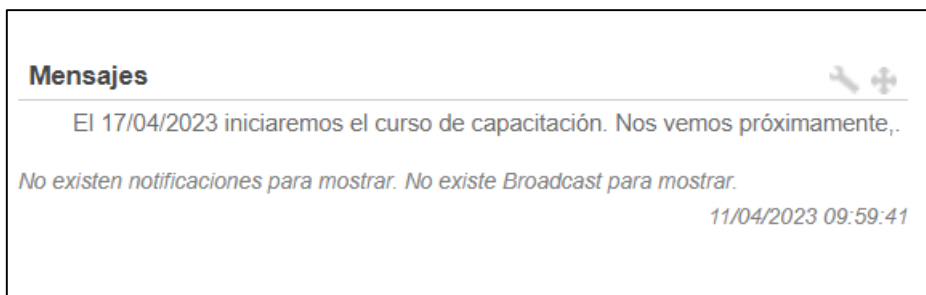 Mensajes
El 17/04/2023 iniciaremos el curso de capacitación. Nos vemos próximamente,.
No existen notificaciones para mostrar. No existe Broadcast para mostrar.
11/04/2023 09:59:41